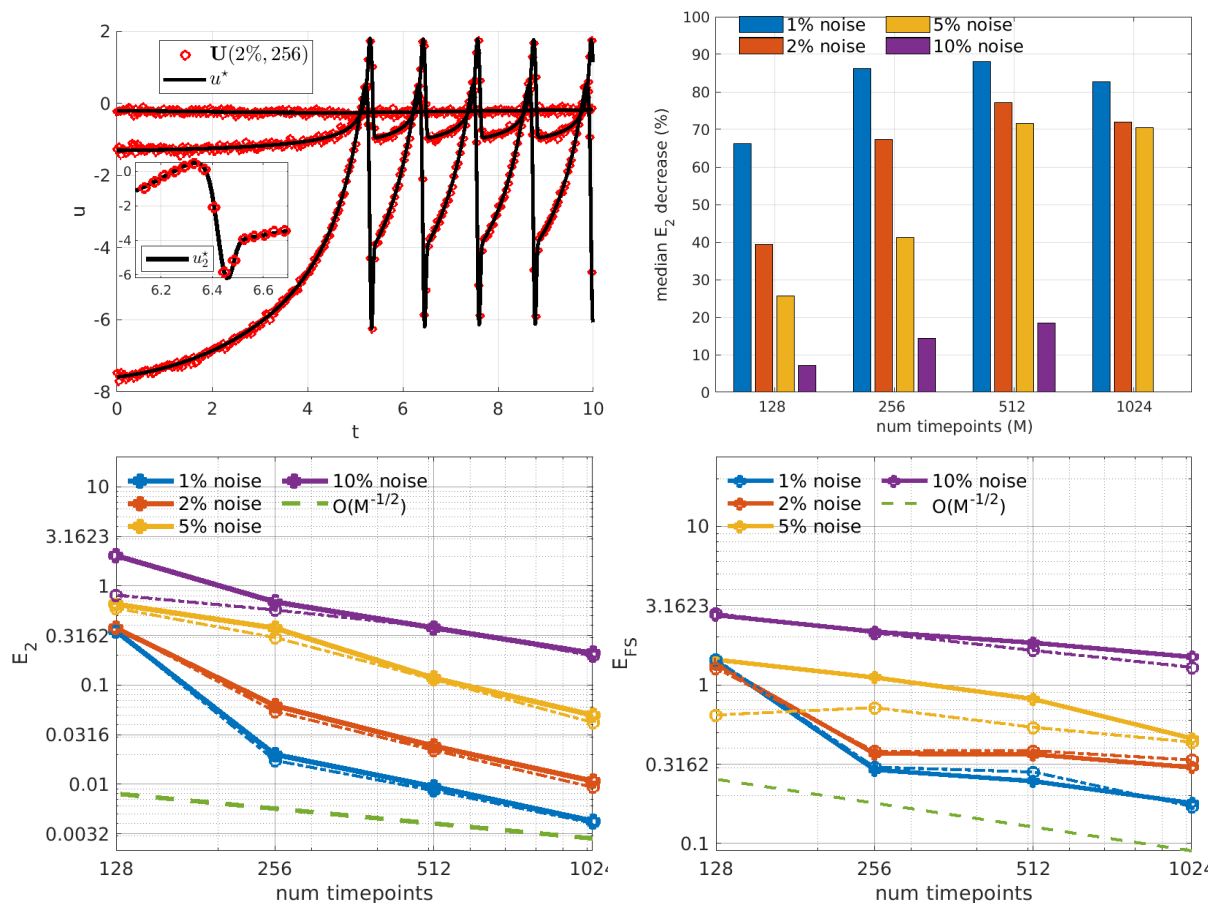 2
0
-2
-4
-6
-8
u
U(2%, 256)
u⋆
0
-2
-4
-6
u⋆2
6.2 6.4 6.6
0 2 4 6 8 10
t
100
90
80
70
60
50
40
30
20
10
0
median E2 decrease (%)
1% noise 5% noise
2% noise 10% noise
128 256 512 1024
num timepoints (M)
10
3.1623
1
0.3162
0.1
0.0316
0.01
0.0032
E2
1% noise 10% noise
2% noise O(M-1/2)
5% noise
128 256 512 1024
num timepoints
10
3.1623
1
0.3162
0.1
EFS
1% noise 10% noise
2% noise O(M-1/2)
5% noise
128 256 512 1024
num timepoints